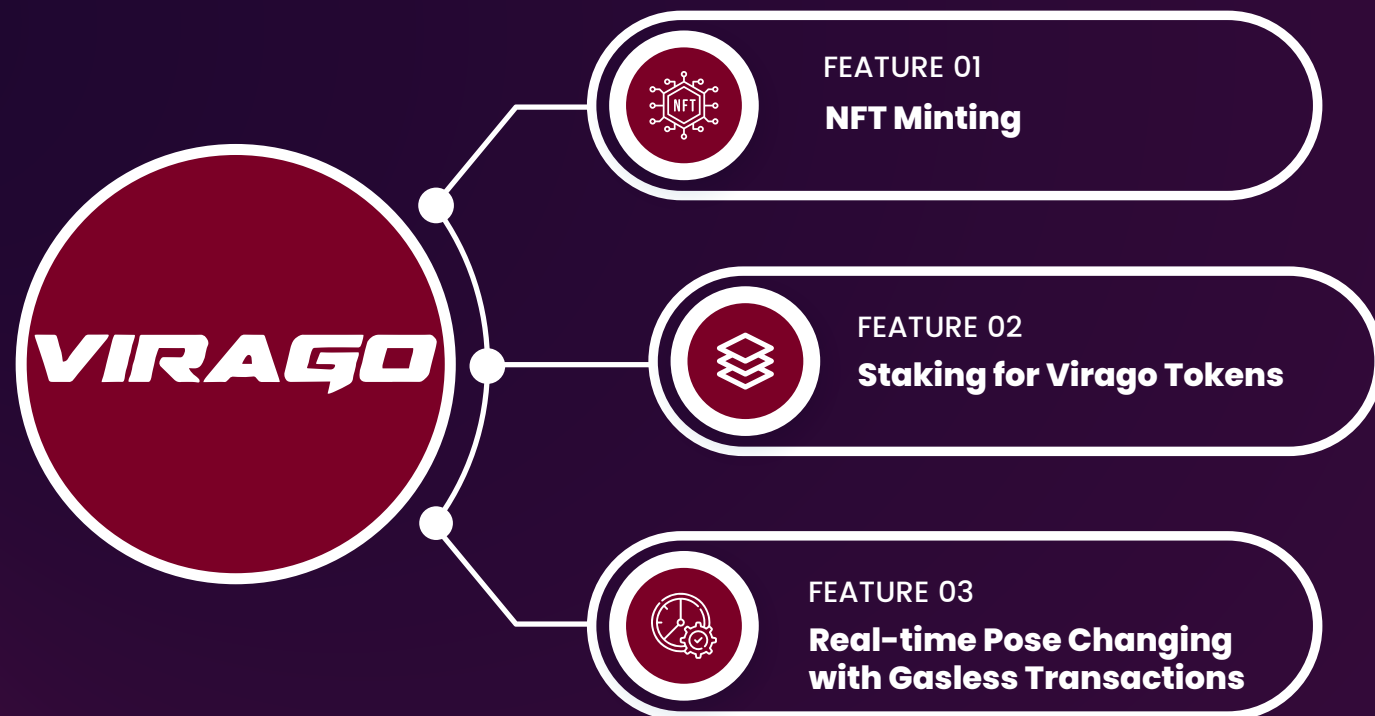 VIRAGO
FEATURE 01
NFT Minting
NFT
FEATURE 02
Staking for Virago Tokens
FEATURE 03
Real-time Pose Changing
with Gasless Transactions